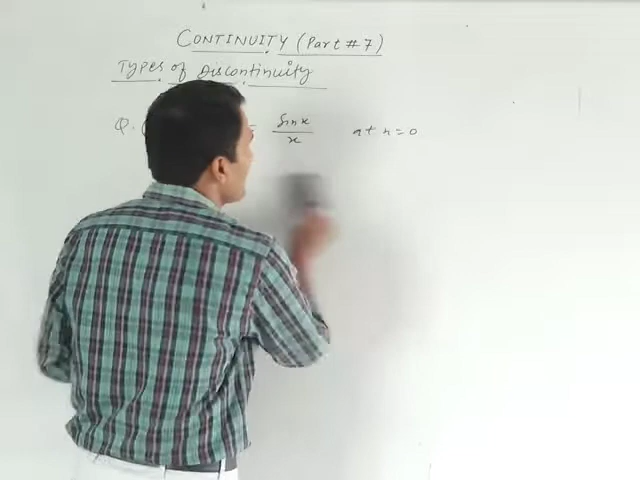 CONTINUITY (Part # 7)
Types of Discontinuity
Q. ( = sin x / x at x = 0